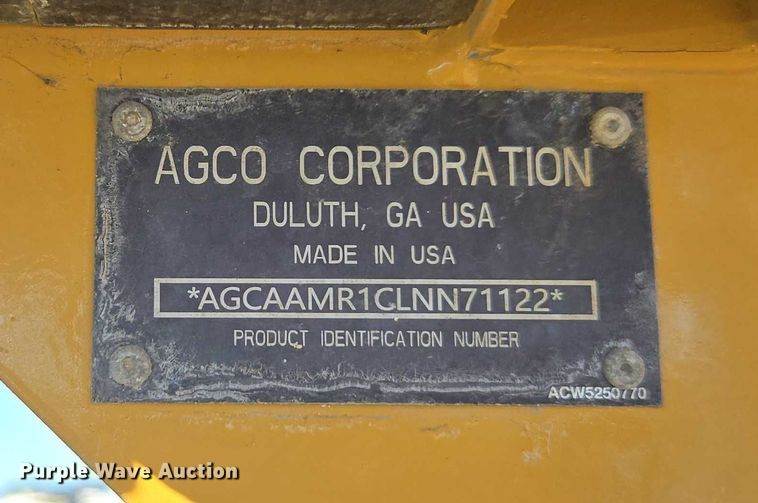 AGCO CORPORATION
DULUTH, GA USA
MADE IN USA
*AGCAAMR1CLNN71122*
PRODUCT IDENTIFICATION NUMBER
ACW5250770
Purple Wave Auction